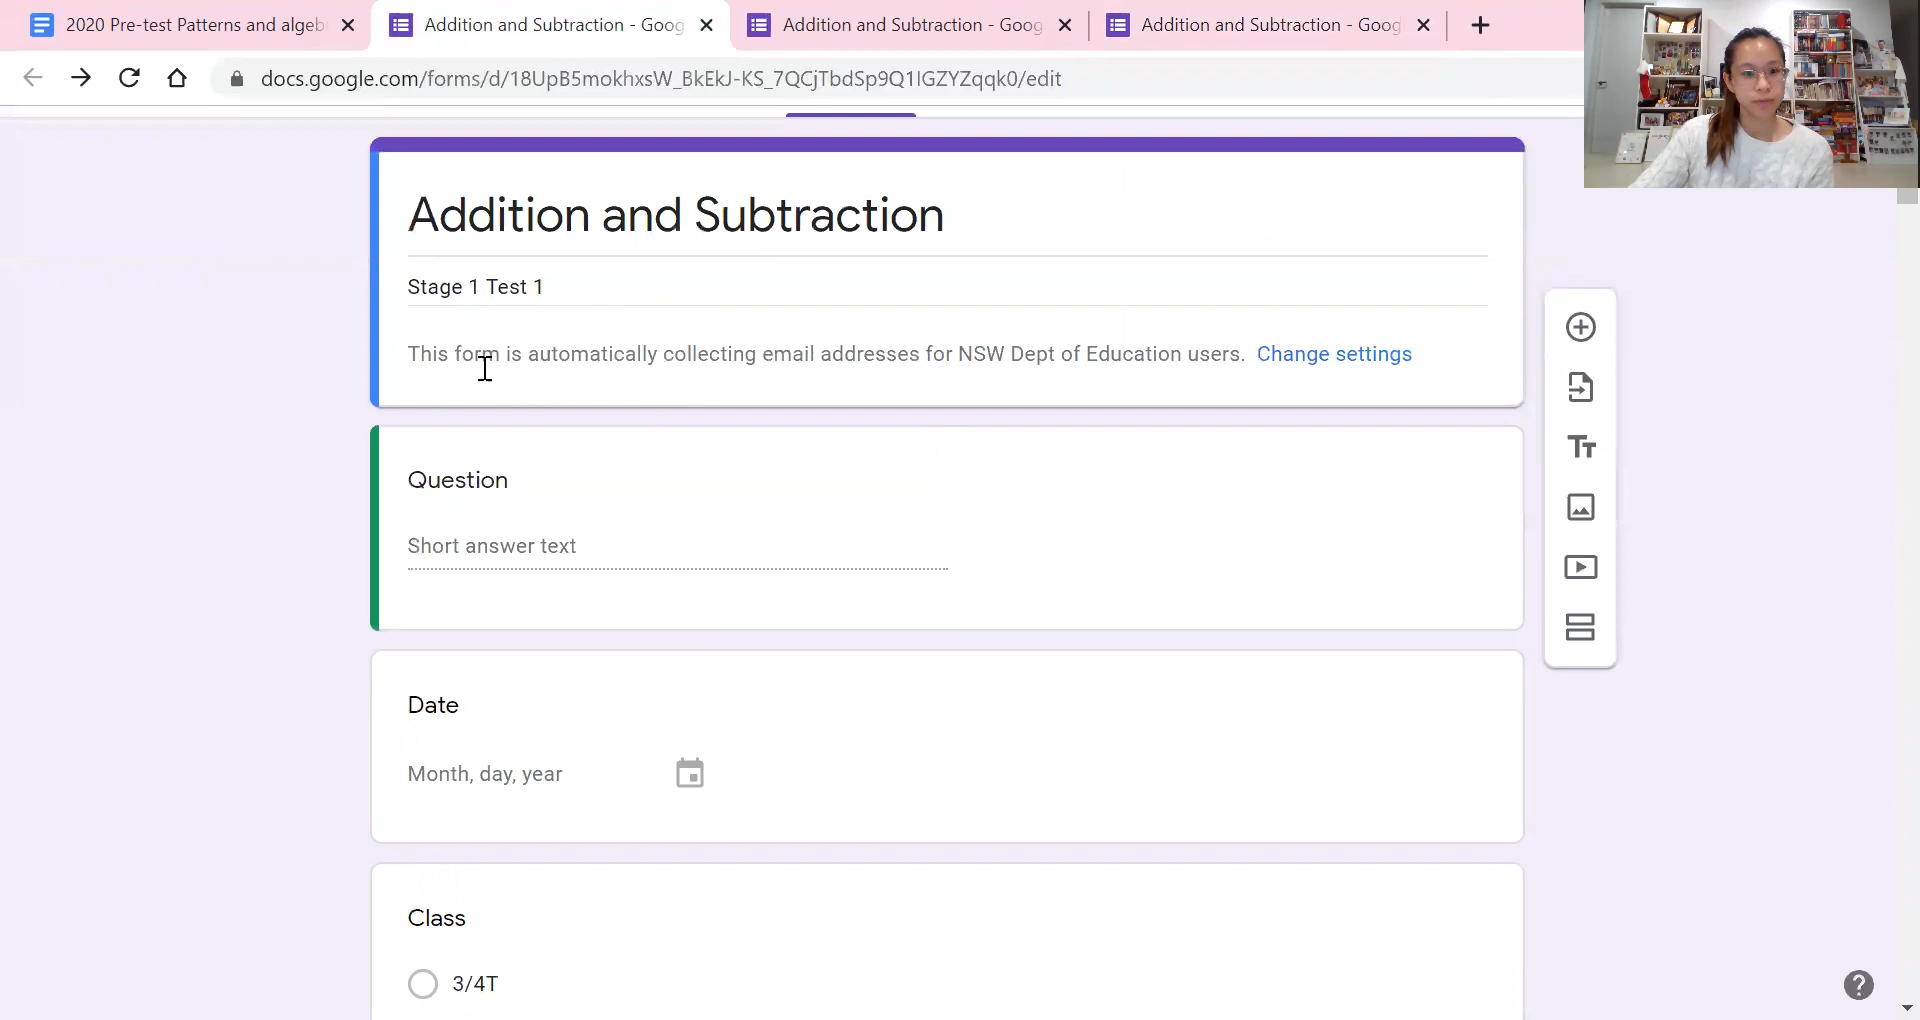 2020 Pre-test Patterns and algeb
Addition and Subtraction - Goog
Addition and Subtraction - Goog
Addition and Subtraction - Goog
docs.google.com/forms/d/18UpB5mokhxsW_BkEkJ-KS_7QCjTbdSp9Q1IGZYZqqk0/edit
Addition and Subtraction
Stage 1 Test 1
This form is automatically collecting email addresses for NSW Dept of Education users. Change settings
Question
Short answer text
Date
Month, day, year
Class
3/4T